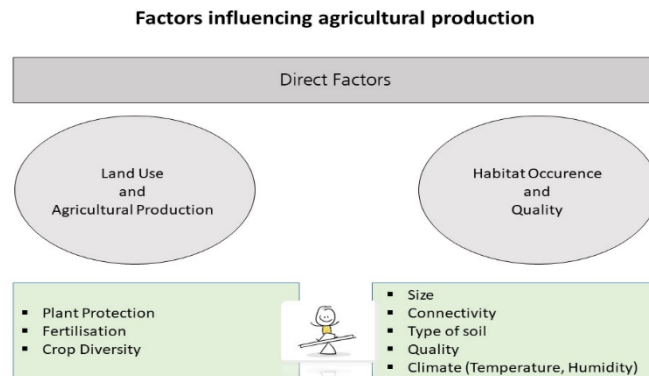 Factors influencing agricultural production
Direct Factors
Land Use
and
Agricultural Production
Habitat Occurence
and
Quality
▪ Plant Protection
▪ Fertilisation
▪ Crop Diversity
▪ Size
▪ Connectivity
▪ Type of soil
▪ Quality
▪ Climate (Temperature, Humidity)